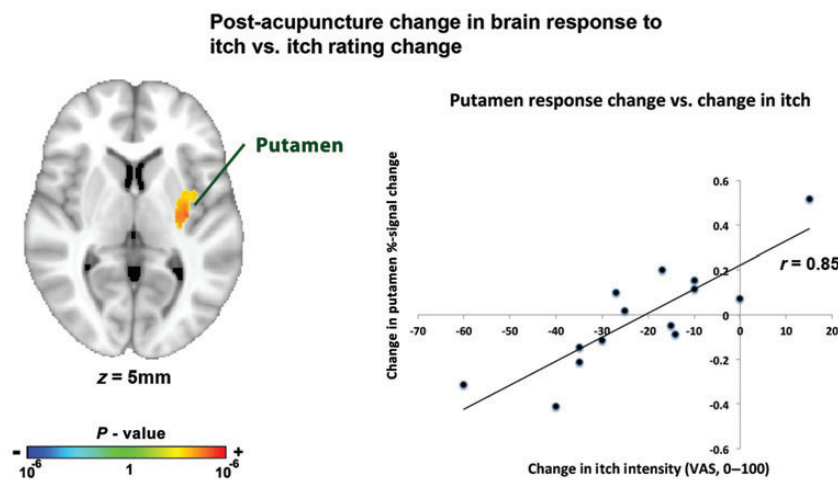 Post-acupuncture change in brain response to
itch vs. itch rating change
Putamen
z = 5mm
P - value
- +
10-6 1 10-6
Putamen response change vs. change in itch
Change in putamen %-signal change
0.6
0.4
0.2
0
-0.2
-0.4
-0.6
-70 -60 -50 -40 -30 -20 -10 0 10 20
r = 0.85
Change in itch intensity (VAS, 0–100)